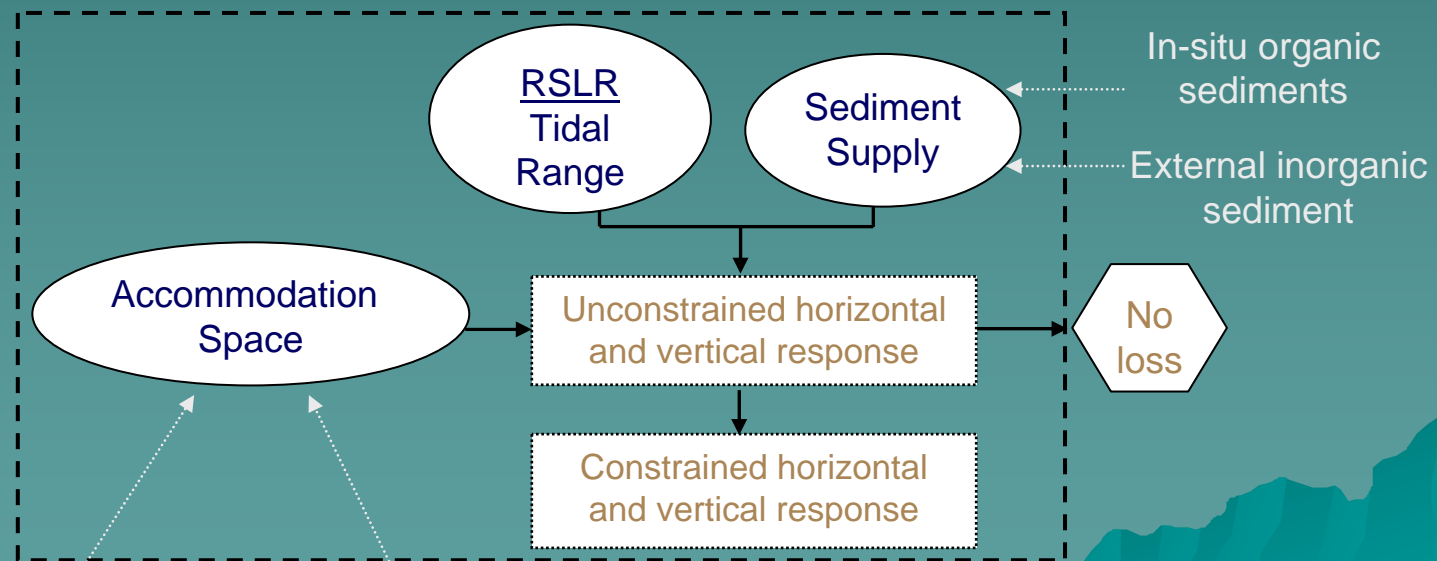 RSLR
Tidal
Range
Sediment
Supply
In-situ organic
sediments
External inorganic
sediment
Accommodation
Space
Unconstrained horizontal
and vertical response
No
loss
Constrained horizontal
and vertical response